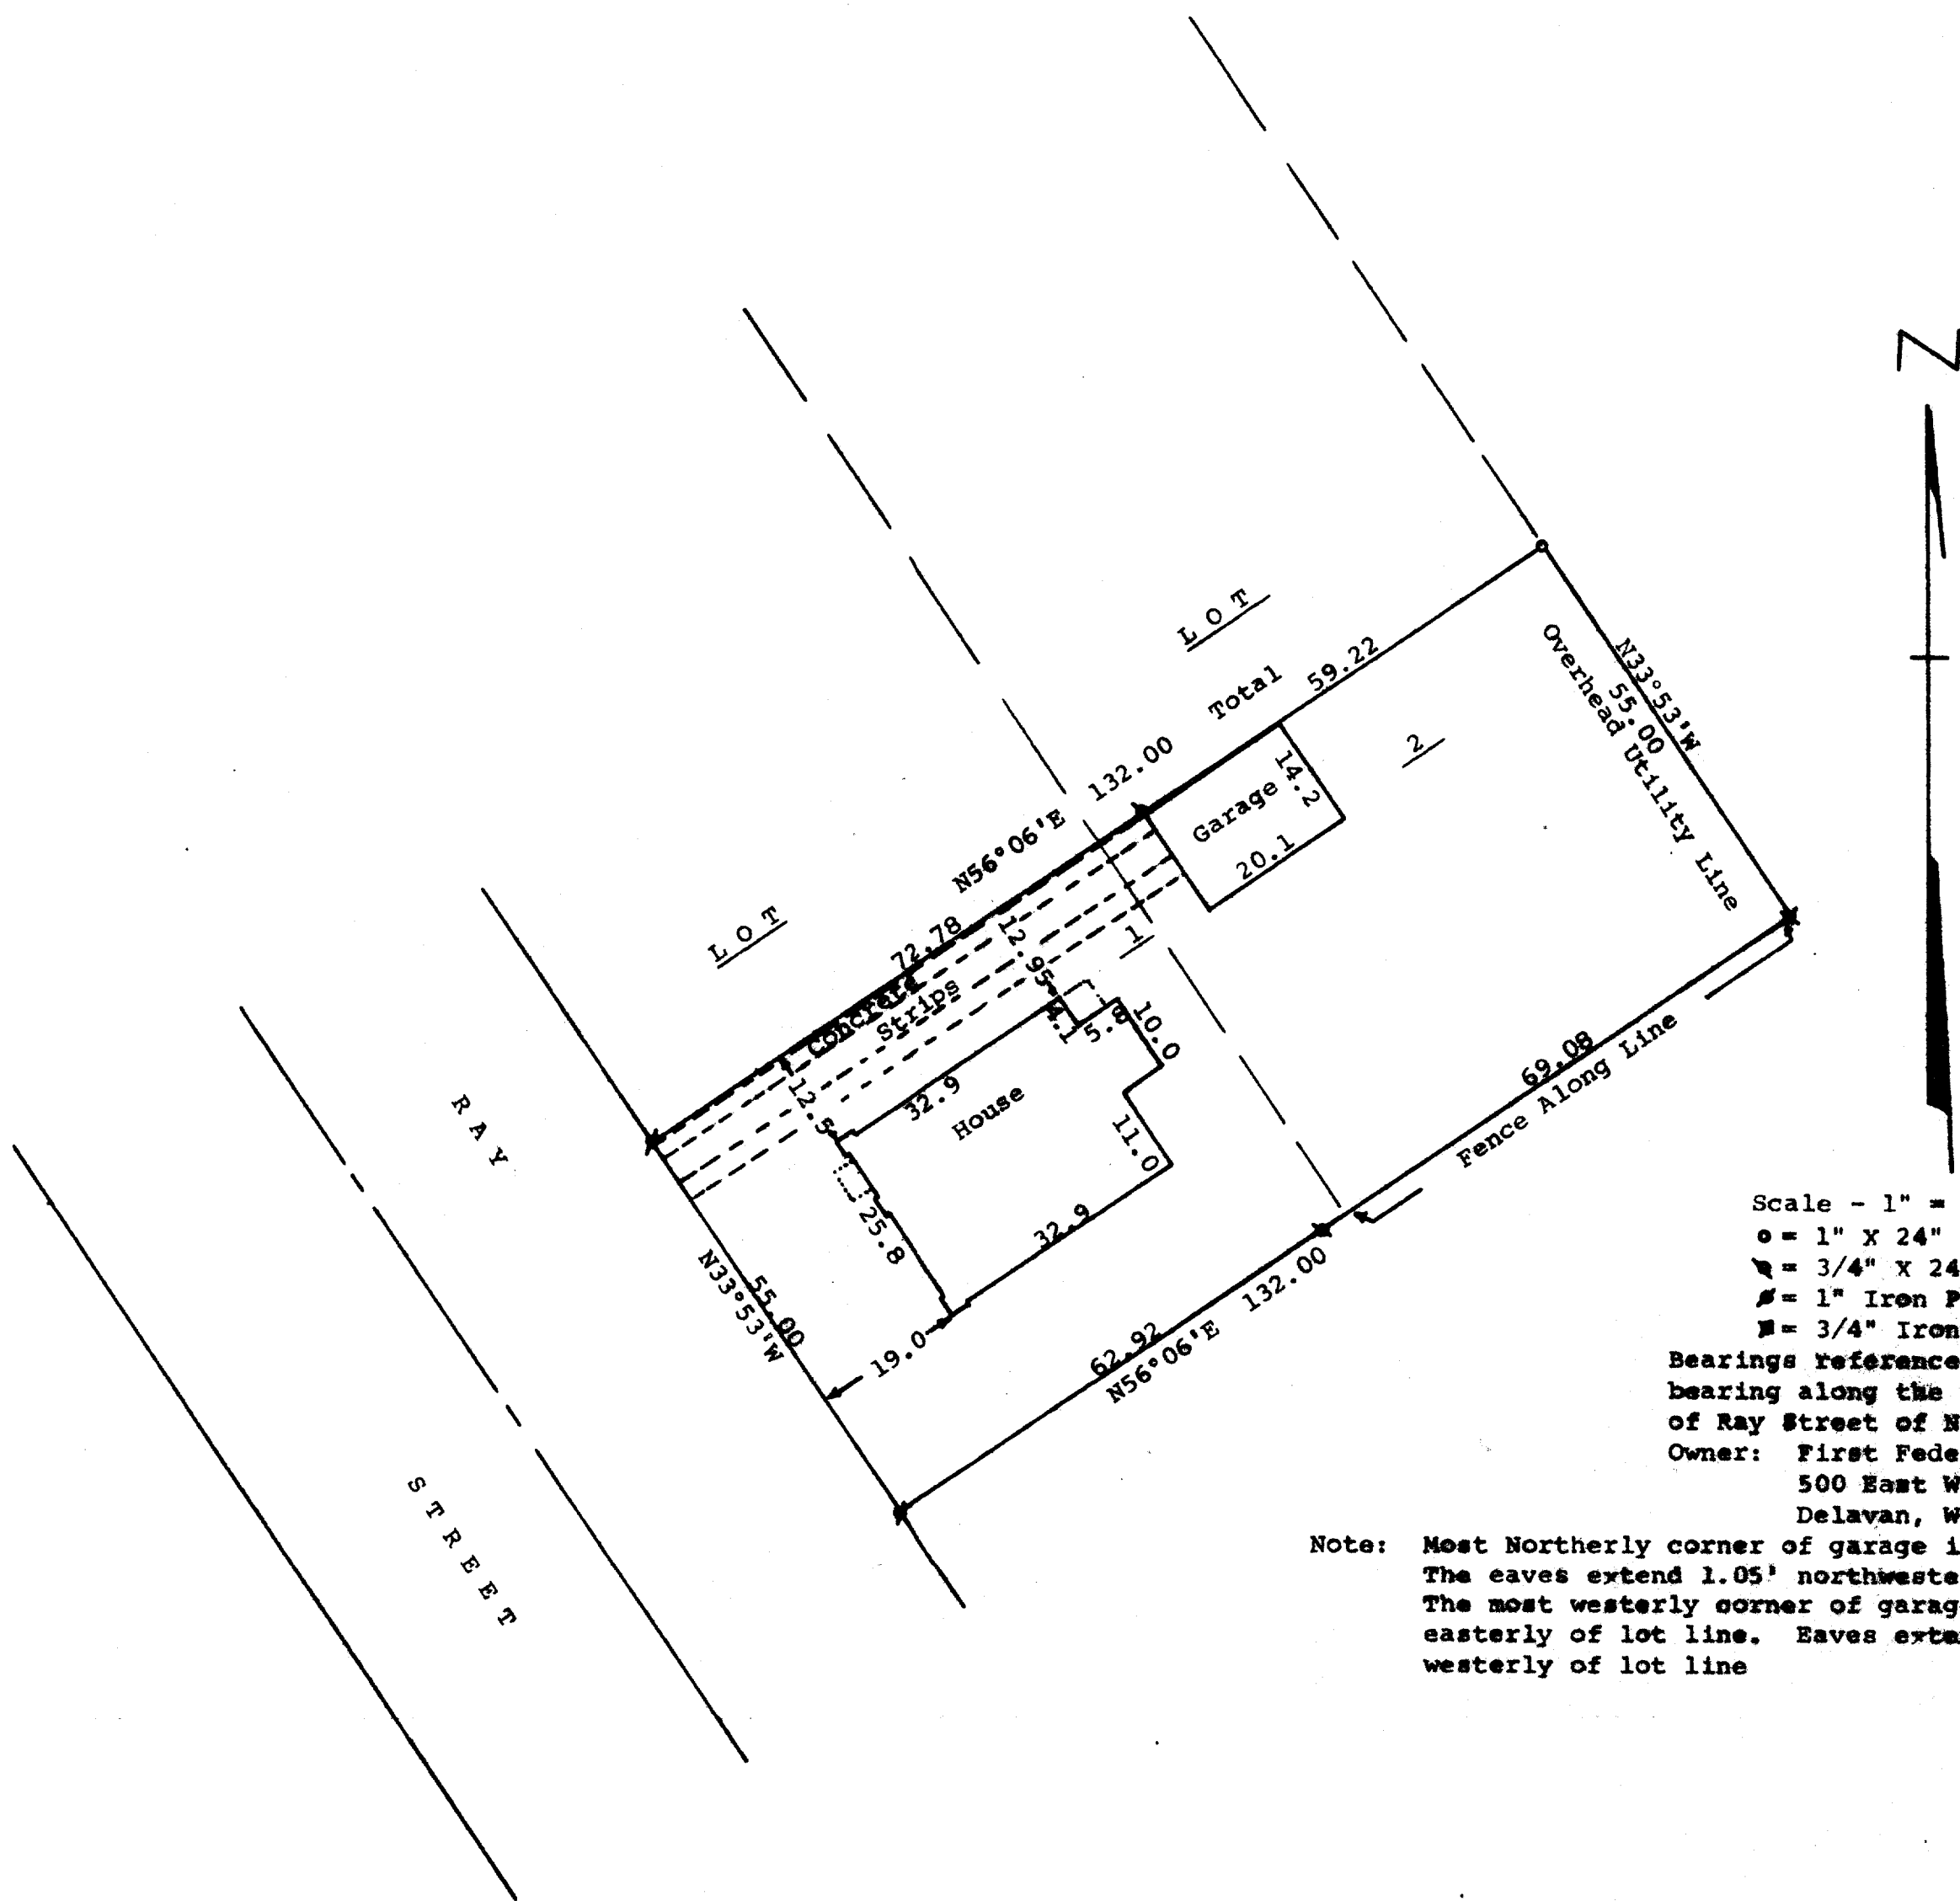 N
LOT
Total
59.22
N33°53'W
55.00
Overhead Utility Line
2
132.00
N56°06'E
14.2
Garage
20.1
LOT
72.78
Concrete
Strips
12.95
1
4.1
5.8
10.0
12.5
32.9
House
11.0
25.8
32.9
RAY
STREET
69.08
Fence Along Line
55.00
N33°53'W
19.0
62.92
132.00
N56°06'E
Scale - 1" =
= 1" X 24"
= 3/4" X 24
= 1" Iron P
= 3/4" Iron
Bearings reference
bearing along the
of Ray Street of N
Owner: First Fede
500 East W
Delavan, W
Note: Most Northerly corner of garage i
The eaves extend 1.05' northweste
The most westerly corner of garag
easterly of lot line. Eaves exte
westerly of lot line